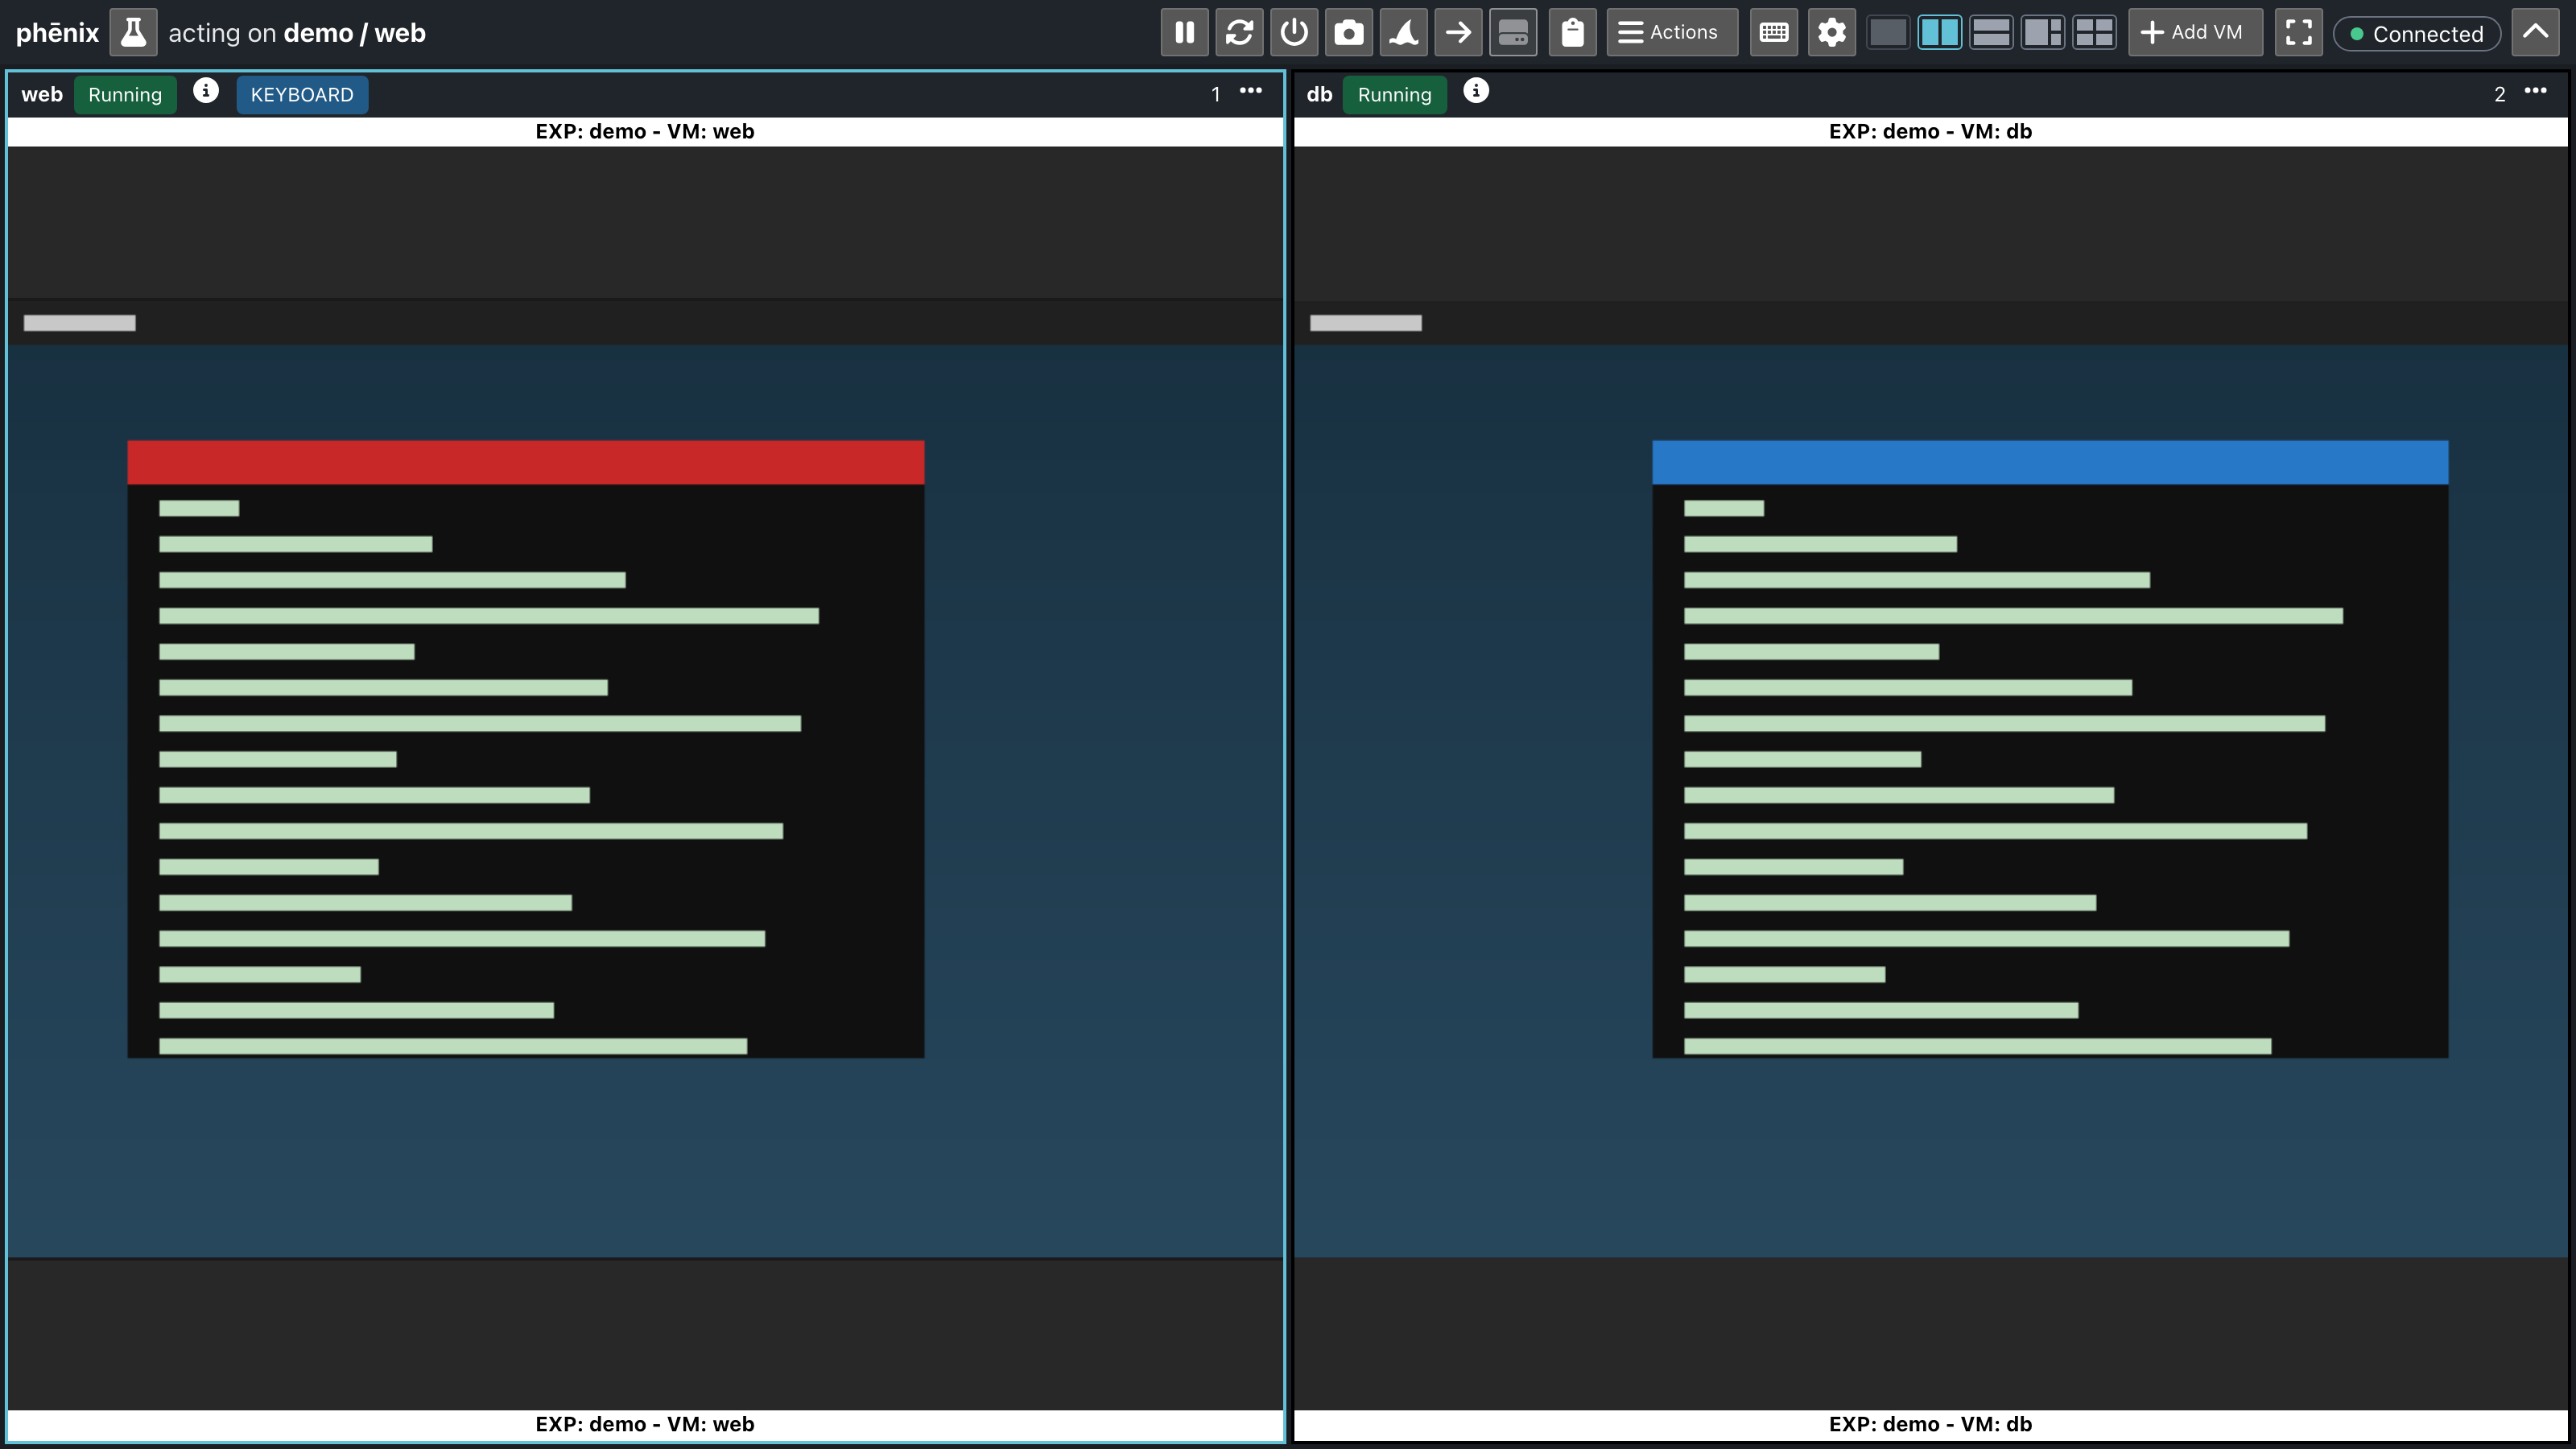 phēnix acting on demo / web Actions Add VM Connected
web Running KEYBOARD 1
db Running 2
EXP: demo - VM: web
EXP: demo - VM: db
EXP: demo - VM: web
EXP: demo - VM: db